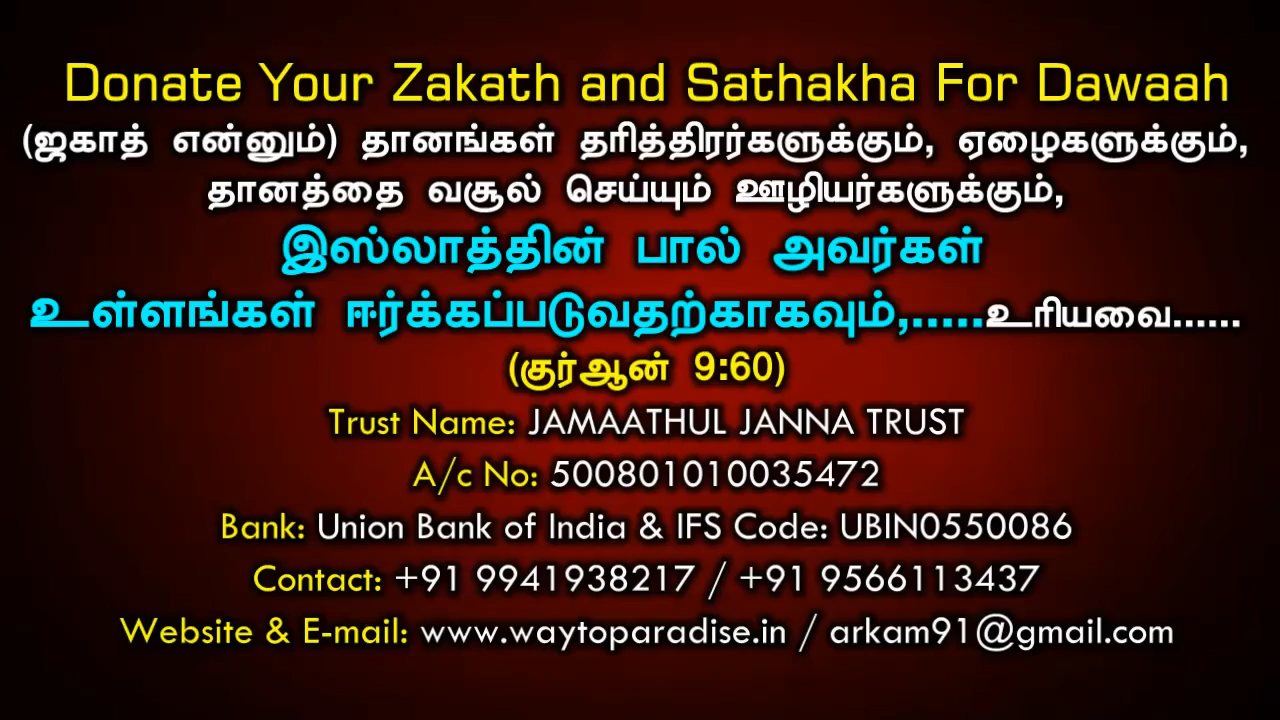 Donate Your Zakath and Sathakha For Dawaah
(ஜகாத் என்னும்) தானங்கள் தரித்திரர்களுக்கும், ஏழைகளுக்கும்,
தானத்தை வசூல் செய்யும் ஊழியர்களுக்கும்,
இஸ்லாத்தின் பால் அவர்கள்
உள்ளங்கள் ஈர்க்கப்படுவதற்காகவும்,.....உரியவை......
(குர்ஆன் 9:60)
Trust Name: JAMAATHUL JANNA TRUST
A/c No: 500801010035472
Bank: Union Bank of India & IFS Code: UBIN0550086
Contact: +91 9941938217 / +91 9566113437
Website & E-mail: www.waytoparadise.in / arkam91@gmail.com